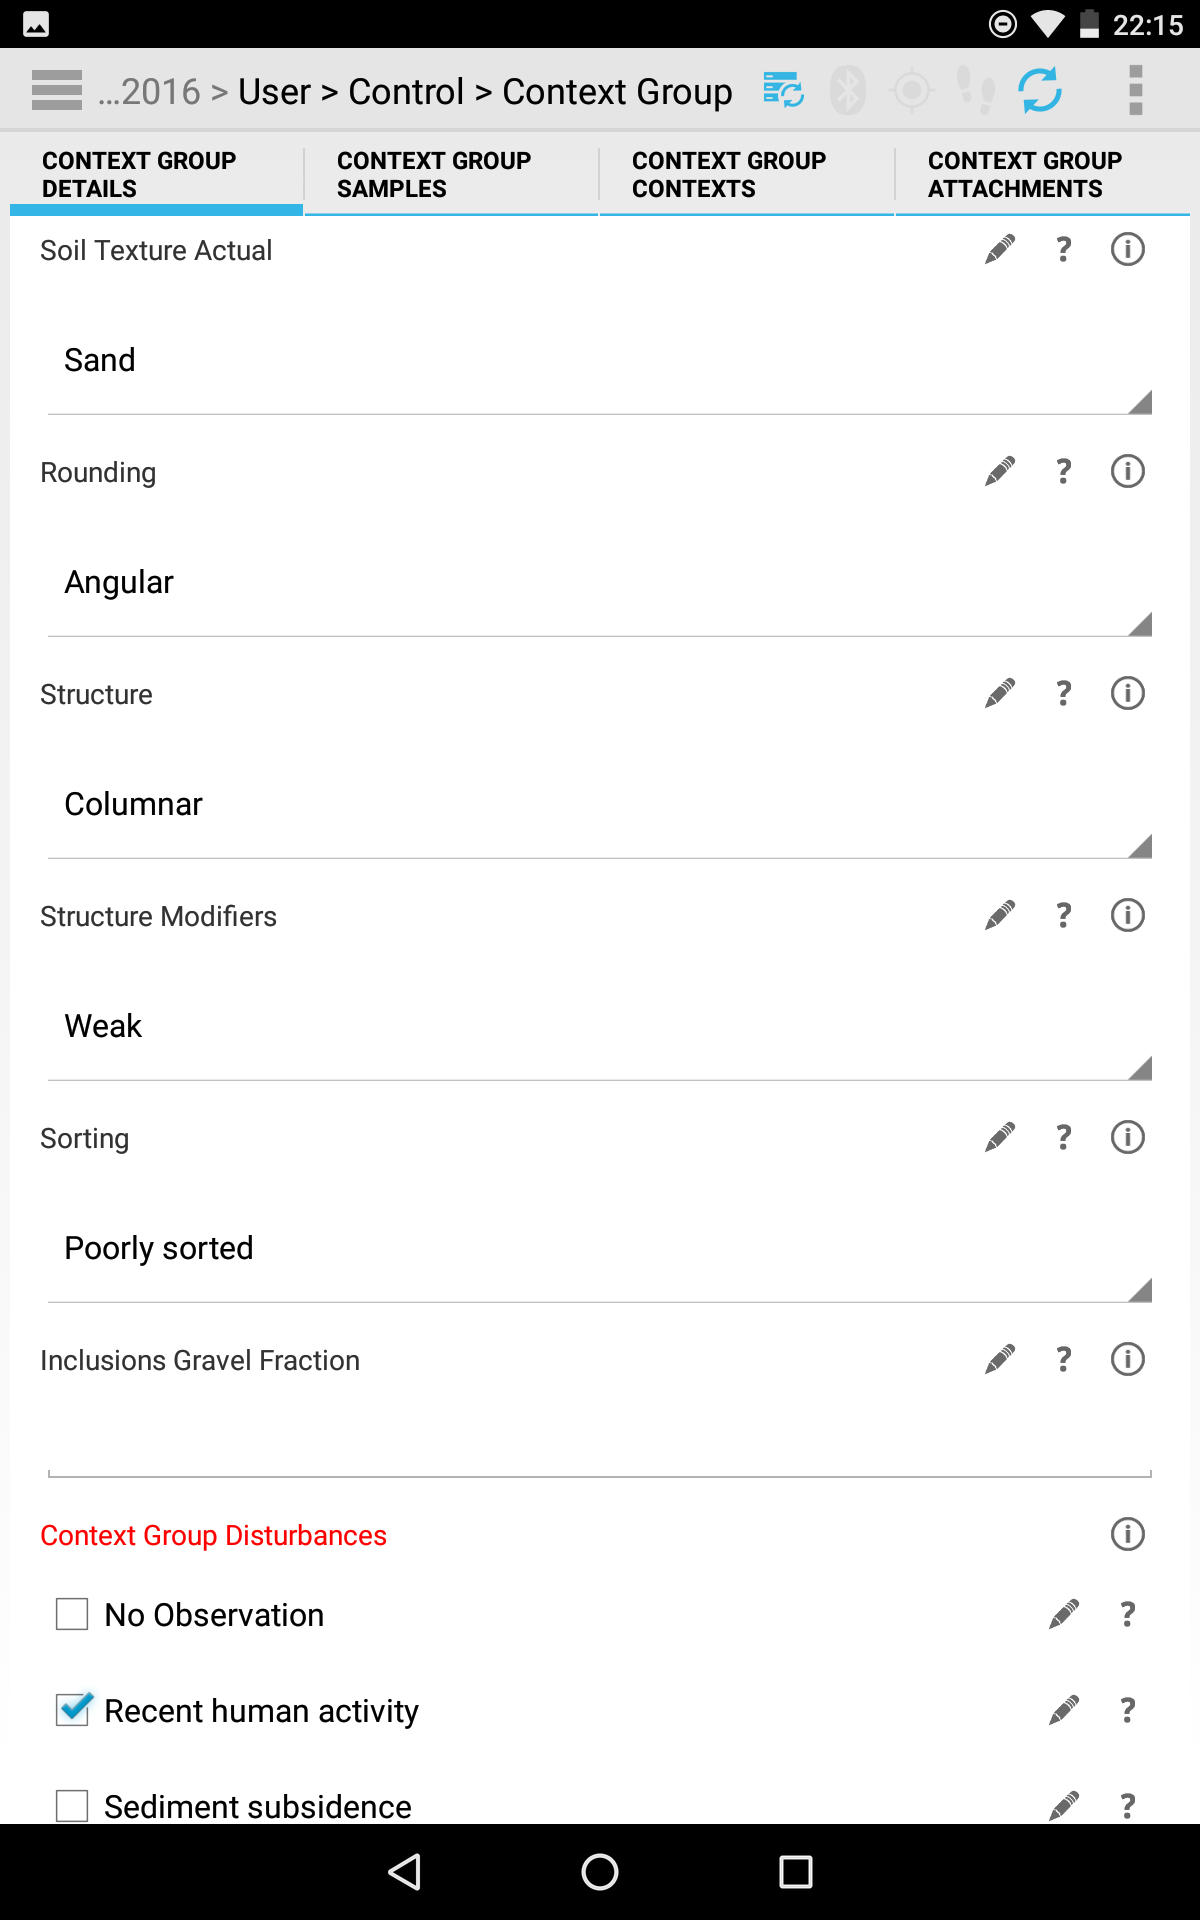 22:15
...2016 > User > Control > Context Group
CONTEXT GROUP DETAILS
CONTEXT GROUP SAMPLES
CONTEXT GROUP CONTEXTS
CONTEXT GROUP ATTACHMENTS
Soil Texture Actual ?
Sand
Rounding ?
Angular
Structure ?
Columnar
Structure Modifiers ?
Weak
Sorting ?
Poorly sorted
Inclusions Gravel Fraction ?
Context Group Disturbances
No Observation ?
Recent human activity ?
Sediment subsidence ?